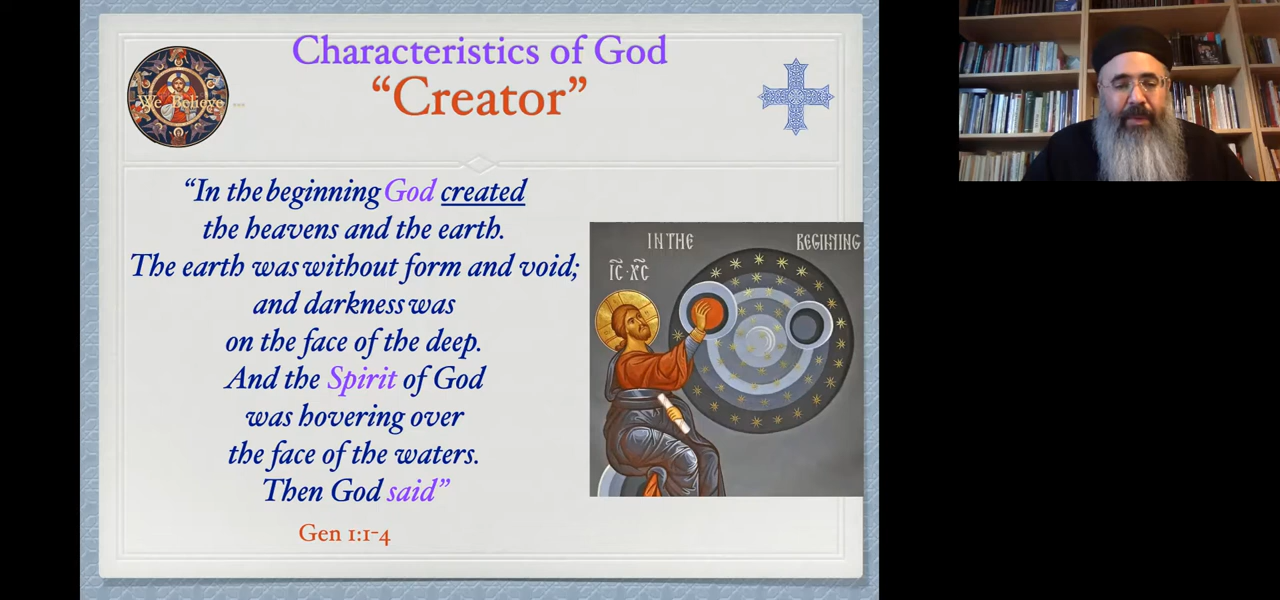 Characteristics of God
“Creator”
We Believe ...
“In the beginning God created
the heavens and the earth.
The earth was without form and void;
and darkness was
on the face of the deep.
And the Spirit of God
was hovering over
the face of the waters.
Then God said”
Gen 1:1-4
IN THE BEGINING
IC·XC